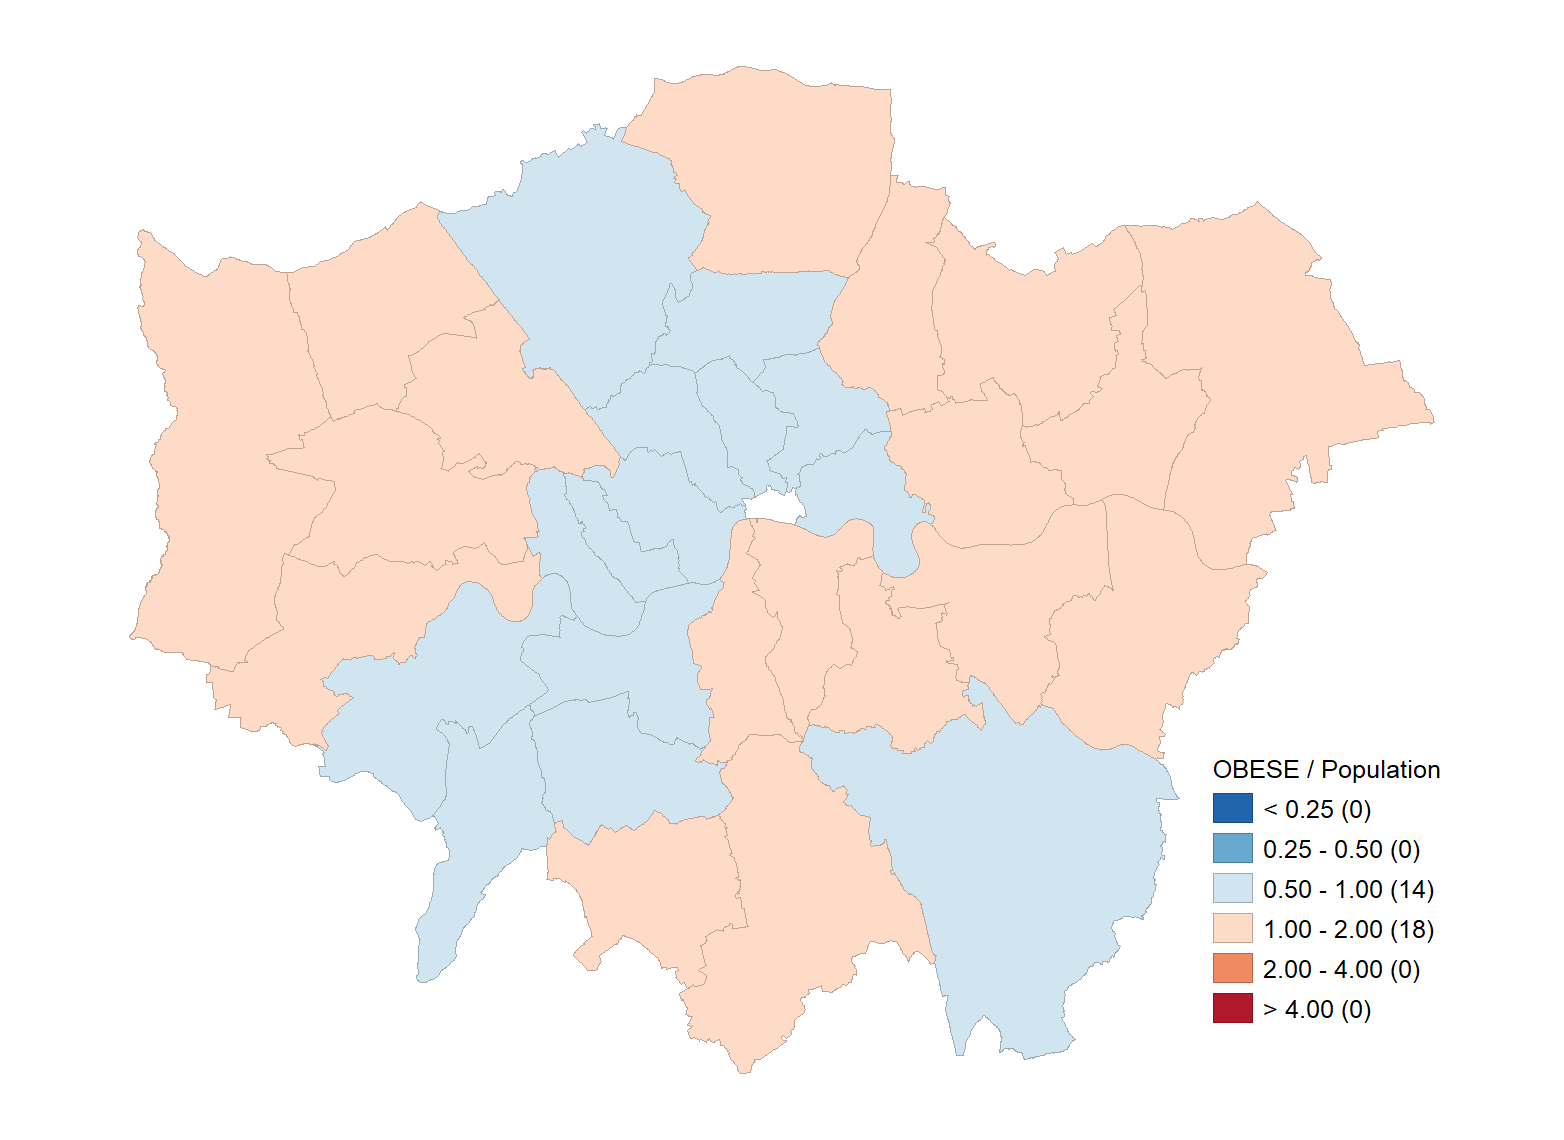 OBESE / Population
< 0.25 (0)
0.25 - 0.50 (0)
0.50 - 1.00 (14)
1.00 - 2.00 (18)
2.00 - 4.00 (0)
> 4.00 (0)